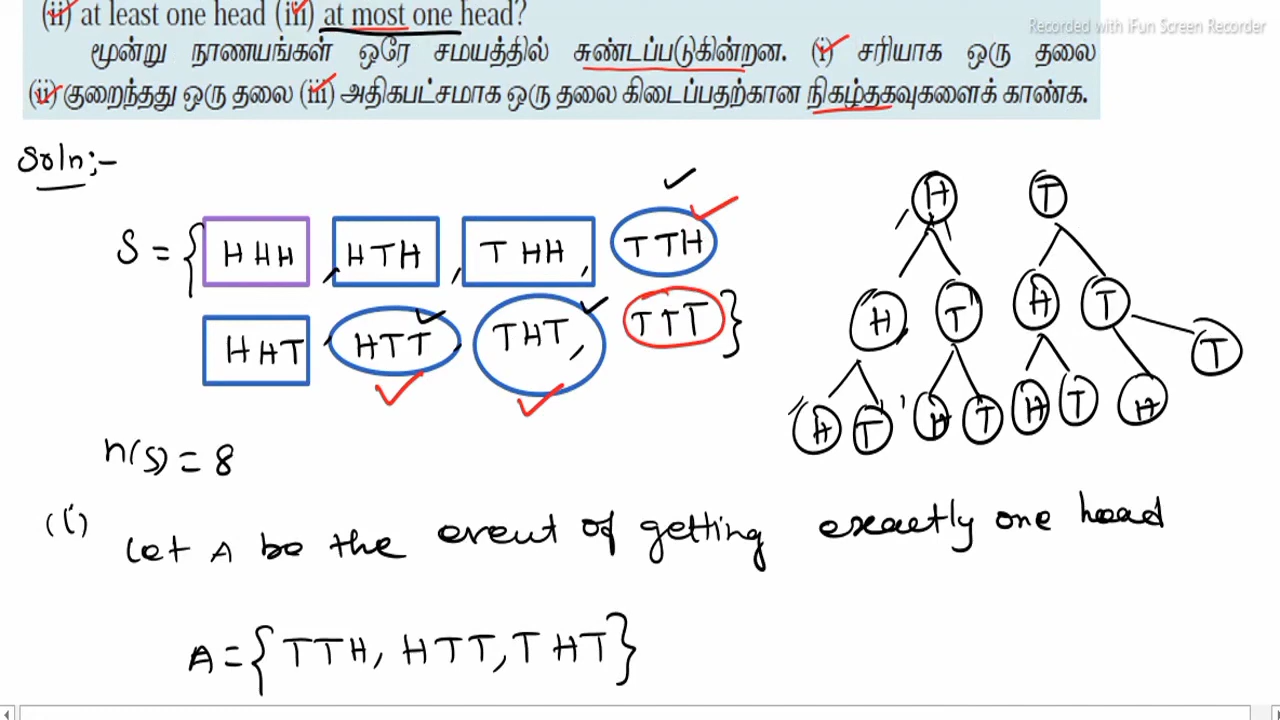 (ii) at least one head (iii) at most one head?
Recorded with iFun Screen Recorder
மூன்று நாணயங்கள் ஒரே சமயத்தில் சுண்டப்படுகின்றன. (i) சரியாக ஒரு தலை
(ii) குறைந்தது ஒரு தலை (iii) அதிகபட்சமாக ஒரு தலை கிடைப்பதற்கான நிகழ்தகவுகளைக் காண்க.
Soln;-
S = { HHH, HTH, THH, TTH
HHT, HTT, THT, TTT }
H T
H T H T
T
H T H T H T H
n(s) = 8
(i) Let A be the event of getting exactly one head
A = { TTH, HTT, THT }